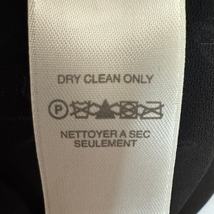 DRY CLEAN ONLY
P
NETTOYER A SEC
SEULEMENT